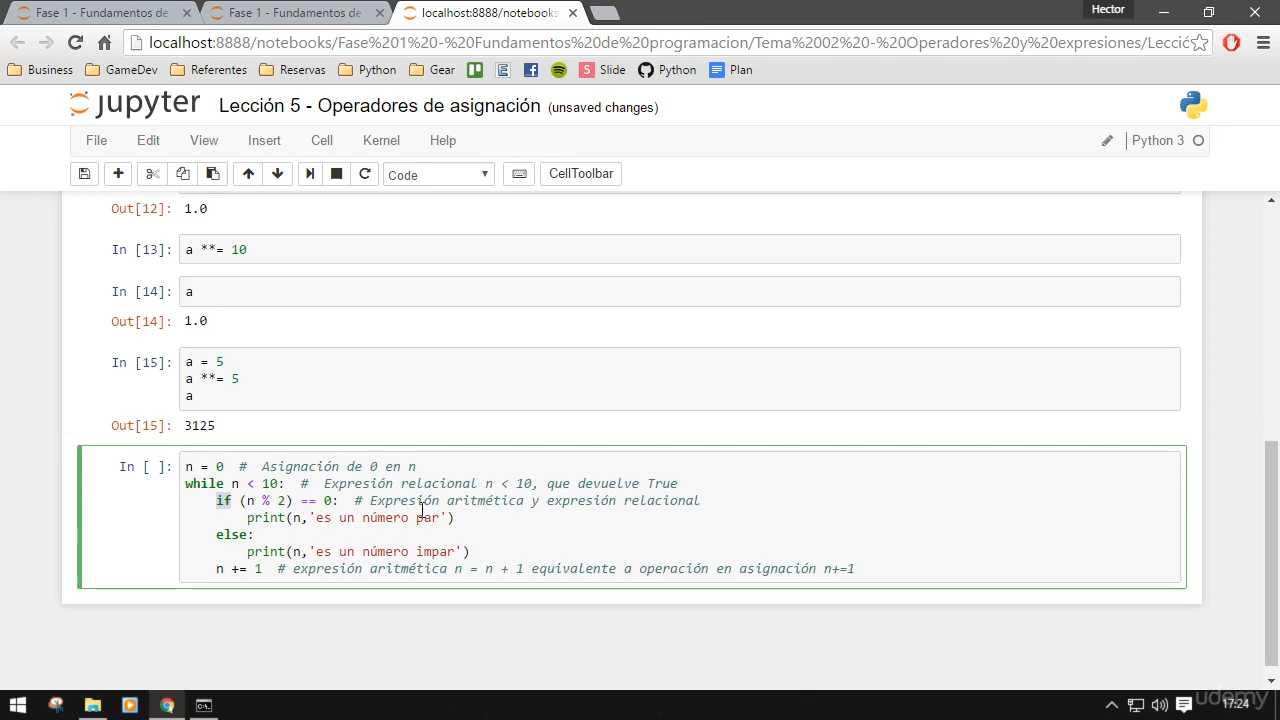 Fase 1 - Fundamentos de
Fase 1 - Fundamentos de
localhost:8888/notebooks
Hector
localhost:8888/notebooks/Fase%201%20-%20Fundamentos%20de%20programacion/Tema%2002%20-%20Operadores%20y%20expresiones/Lecció
Business GameDev Referentes Reservas Python Gear Slide Python Plan
jupyter Lección 5 - Operadores de asignación (unsaved changes)
File Edit View Insert Cell Kernel Help Python 3
Code CellToolbar
Out[12]: 1.0
In [13]: a **= 10
In [14]: a
Out[14]: 1.0
In [15]: a = 5
a **= 5
a
Out[15]: 3125
In [ ]: n = 0 # Asignación de 0 en n
while n < 10: # Expresión relacional n < 10, que devuelve True
if (n % 2) == 0: # Expresión aritmética y expresión relacional
print(n,'es un número par')
else:
print(n,'es un número impar')
n += 1 # expresión aritmética n = n + 1 equivalente a operación en asignación n+=1
udemy
17:24